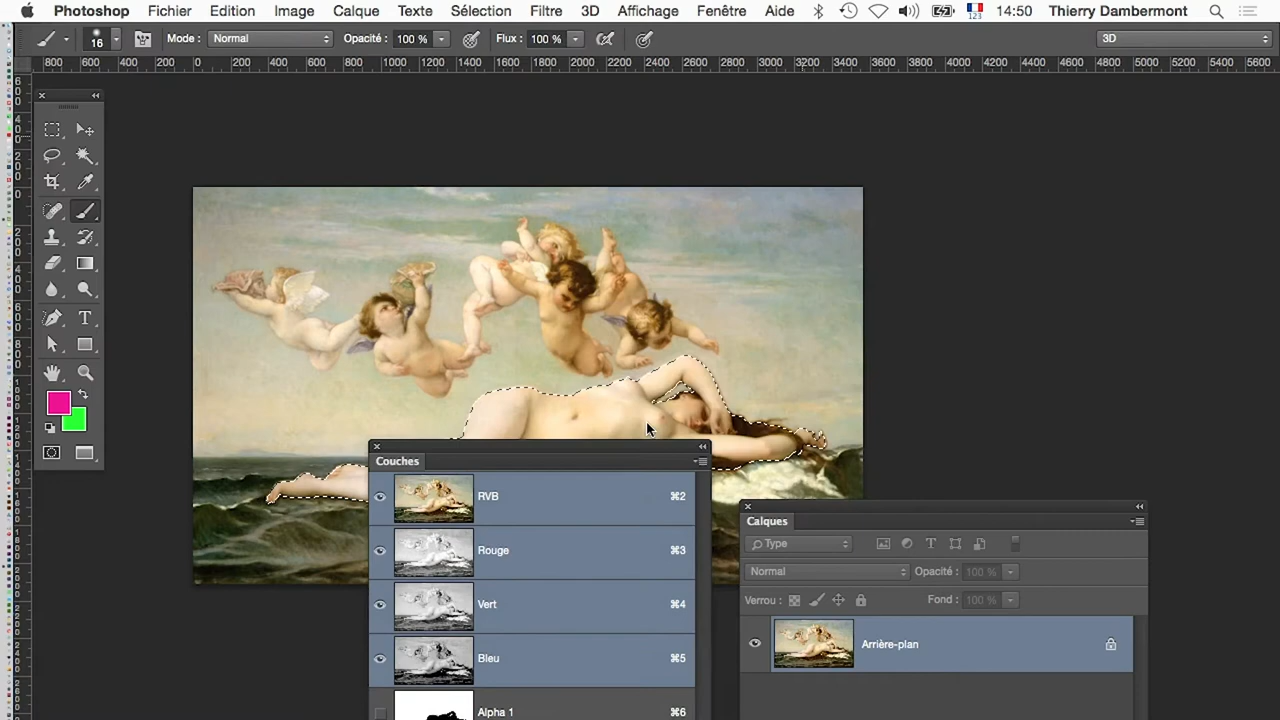 Photoshop Fichier Edition Image Calque Texte Sélection Filtre 3D Affichage Fenêtre Aide 123 14:50 Thierry Dambermont
16 Mode : Normal Opacité : 100 % Flux : 100 % 3D
800 600 400 200 0 200 400 600 800 1000 1200 1400 1600 1800 2000 2200 2400 2600 2800 3000 3200 3400 3600 3800 4000 4200 4400 4600 4800 5000 5200 5400 5600
Couches
RVB ⌘2
Rouge ⌘3
Vert ⌘4
Bleu ⌘5
Alpha 1 ⌘6
Calques
Type
Normal Opacité : 100 %
Verrou : Fond : 100 %
Arrière-plan